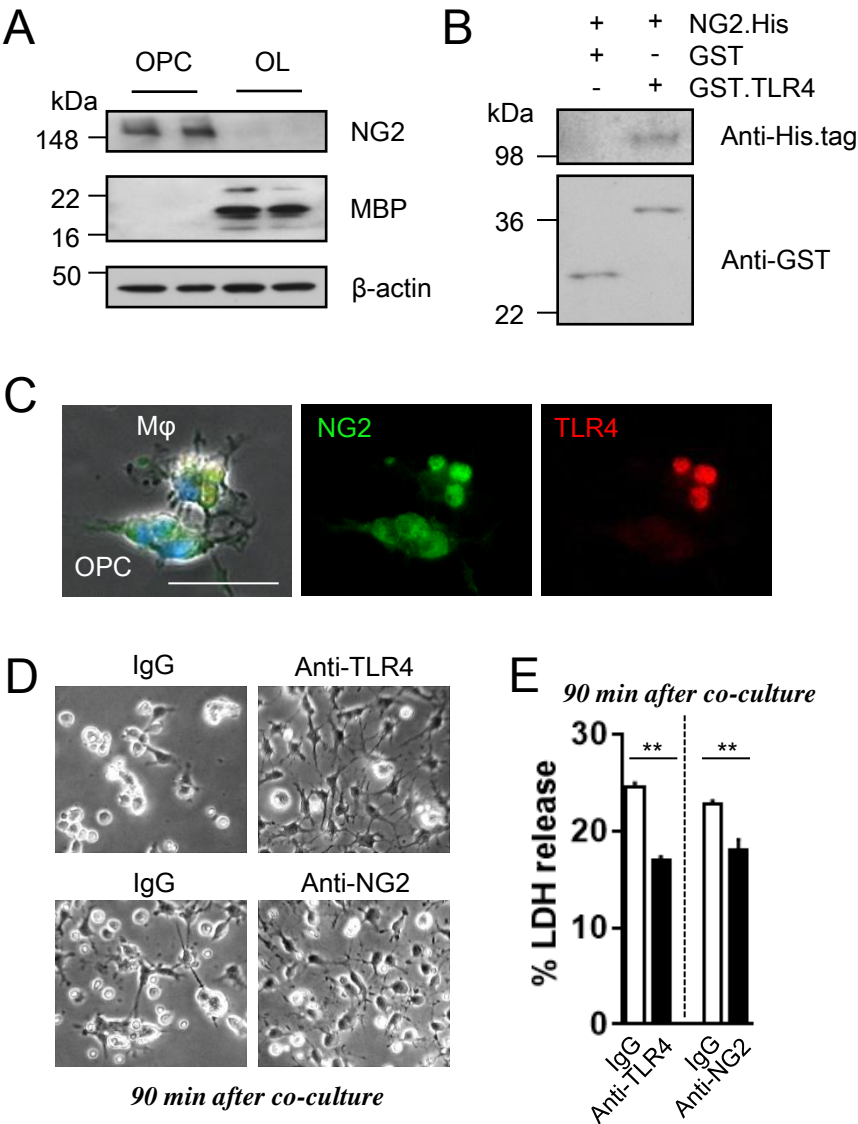 A
OPC OL
kDa
148
NG2
22
16
MBP
50
β-actin
B
+ + NG2.His
+ - GST
- + GST.TLR4
kDa
98
Anti-His.tag
36
22
Anti-GST
C
Mφ
OPC
NG2
TLR4
D
IgG Anti-TLR4
IgG Anti-NG2
90 min after co-culture
E
90 min after co-culture
% LDH release
30
20
10
0
** **
IgG
Anti-TLR4
IgG
Anti-NG2